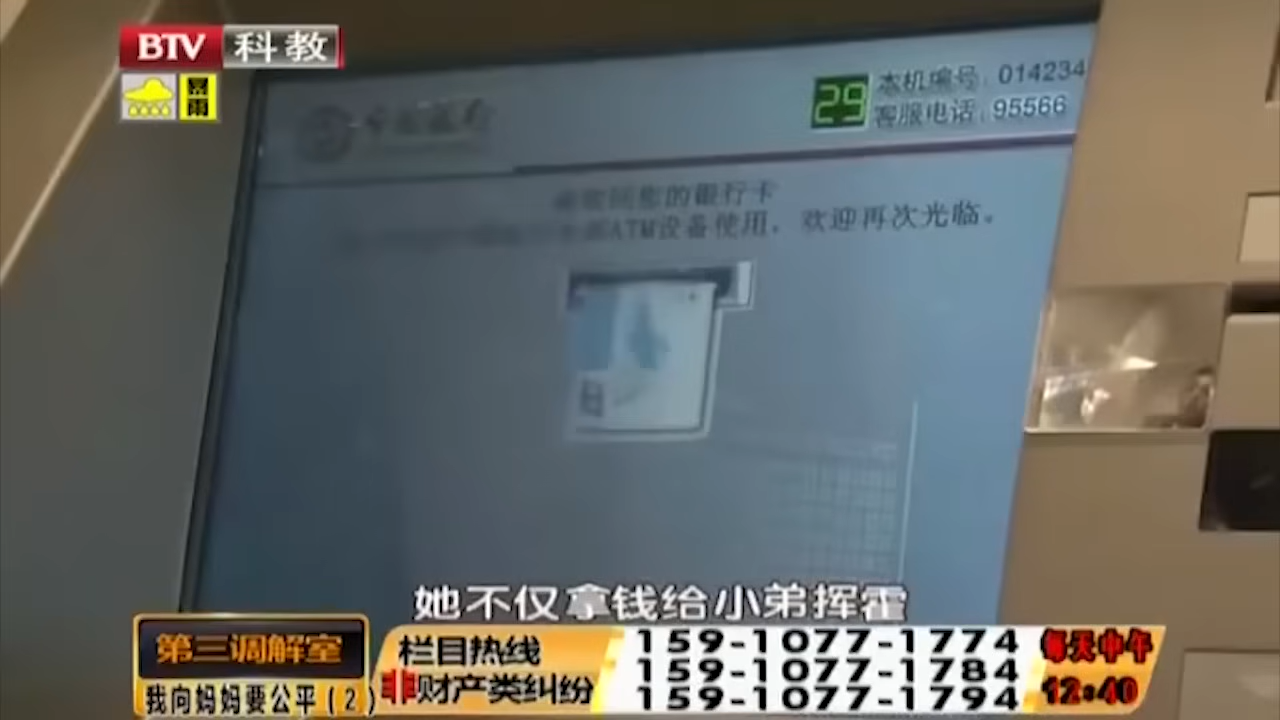 BTV 科教
暴雨
29
本机编号：014234
客服电话：95566
请取回您的银行卡
ATM设备使用，欢迎再次光临。
她不仅拿钱给小弟挥霍
第三调解室
我向妈妈要公平（2）
栏目热线
非财产类纠纷
159-1077-1774
159-1077-1784
159-1077-1794
每天中午
12:40